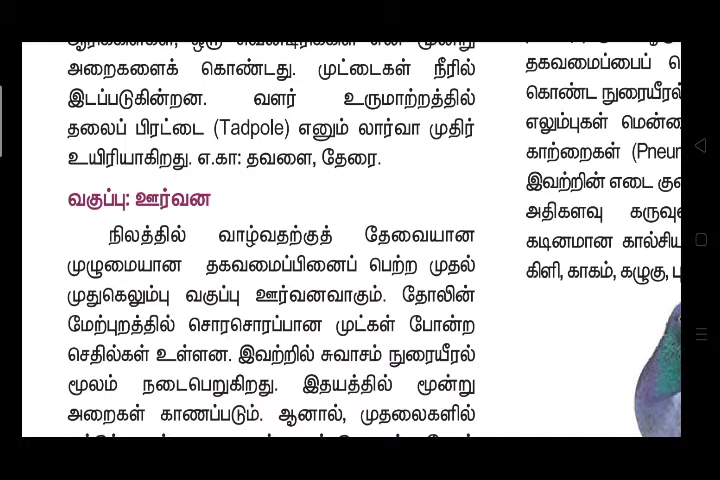 அறைகளைக் கொண்டது. முட்டைகள் நீரில்
இடப்படுகின்றன. வளர் உருமாற்றத்தில்
தலைப் பிரட்டை (Tadpole) எனும் லார்வா முதிர்
உயிரியாகிறது. எ.கா: தவளை, தேரை.
வகுப்பு: ஊர்வன
நிலத்தில் வாழ்வதற்குத் தேவையான
முழுமையான தகவமைப்பினைப் பெற்ற முதல்
முதுகெலும்பு வகுப்பு ஊர்வனவாகும். தோலின்
மேற்புறத்தில் சொரசொரப்பான முட்கள் போன்ற
செதில்கள் உள்ளன. இவற்றில் சுவாசம் நுரையீரல்
மூலம் நடைபெறுகிறது. இதயத்தில் மூன்று
அறைகள் காணப்படும். ஆனால், முதலைகளில்
தகவமைப்பைப்
கொண்ட நுரையீரல்
எலும்புகள்
காற்றைகள் (Pneum
இவற்றின் எடை
அதிகளவு
கடினமான
கிளி, காகம், கழுகு,